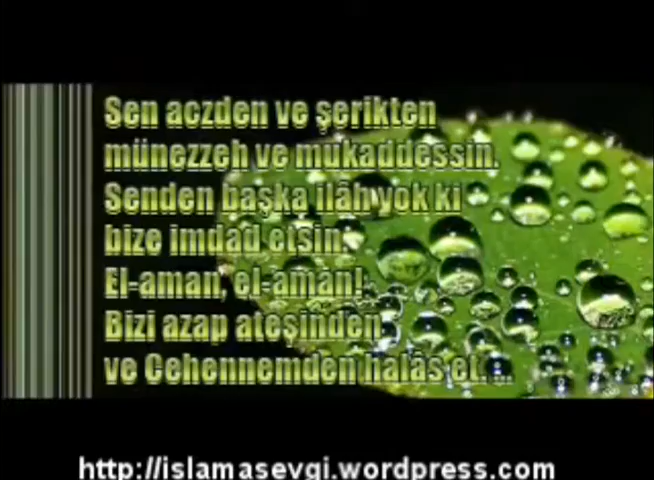 Sen aczden ve şerikten
münezzeh ve mukaddessin.
Senden başka ilâh yok ki
bize imdad etsin.
El-aman, el-aman!
Bizi azap ateşinden
ve Cehennemden halâs et. ...
http://islamasevgi.wordpress.com